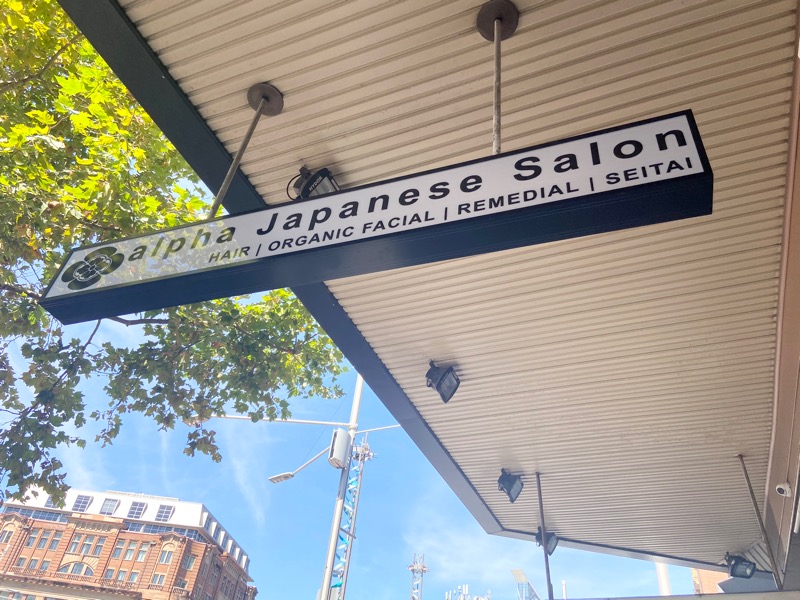 alpha Japanese Salon
HAIR | ORGANIC FACIAL | REMEDIAL | SEITAI